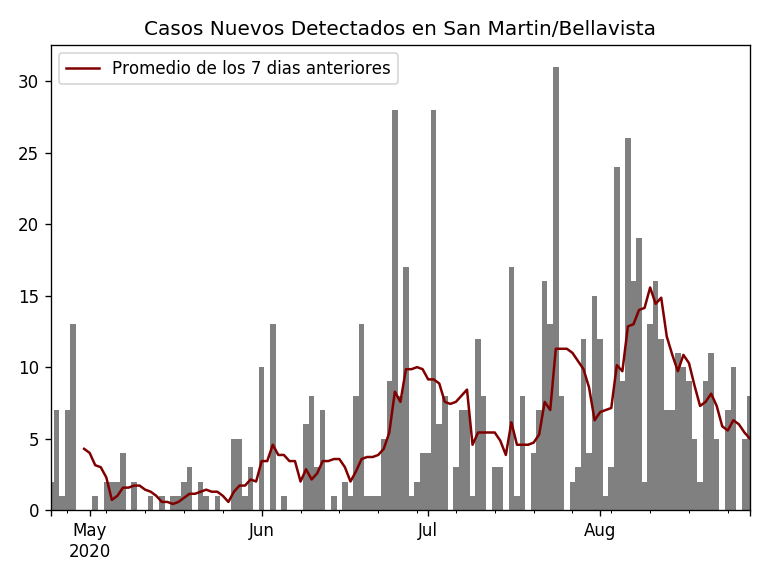 Casos Nuevos Detectados en San Martin/Bellavista
Promedio de los 7 dias anteriores
30
25
20
15
10
5
0
May Jun Jul Aug
2020